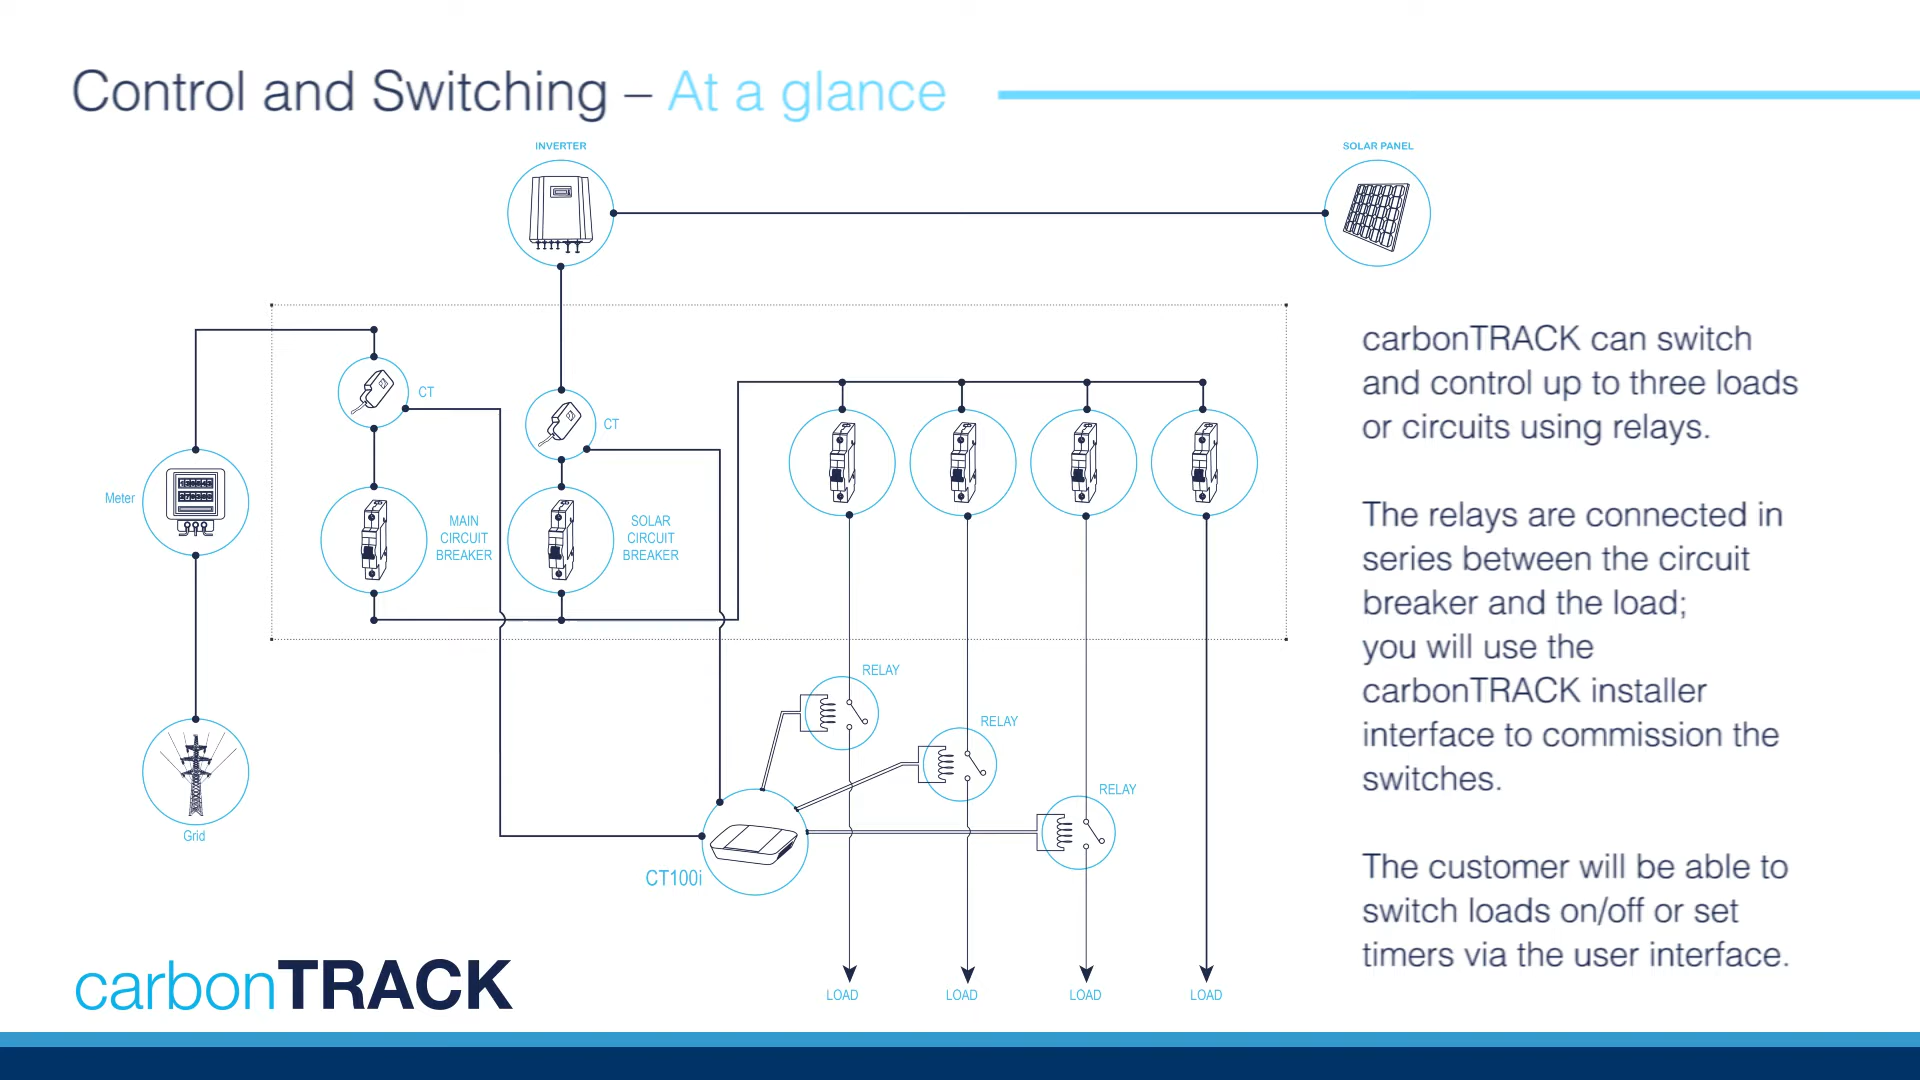 Control and Switching – At a glance
INVERTER
SOLAR PANEL
CT
CT
Meter
MAIN
CIRCUIT
BREAKER
SOLAR
CIRCUIT
BREAKER
RELAY
RELAY
RELAY
Grid
CT100i
LOAD
LOAD
LOAD
LOAD
carbonTRACK can switch
and control up to three loads
or circuits using relays.
The relays are connected in
series between the circuit
breaker and the load;
you will use the
carbonTRACK installer
interface to commission the
switches.
The customer will be able to
switch loads on/off or set
timers via the user interface.
carbonTRACK